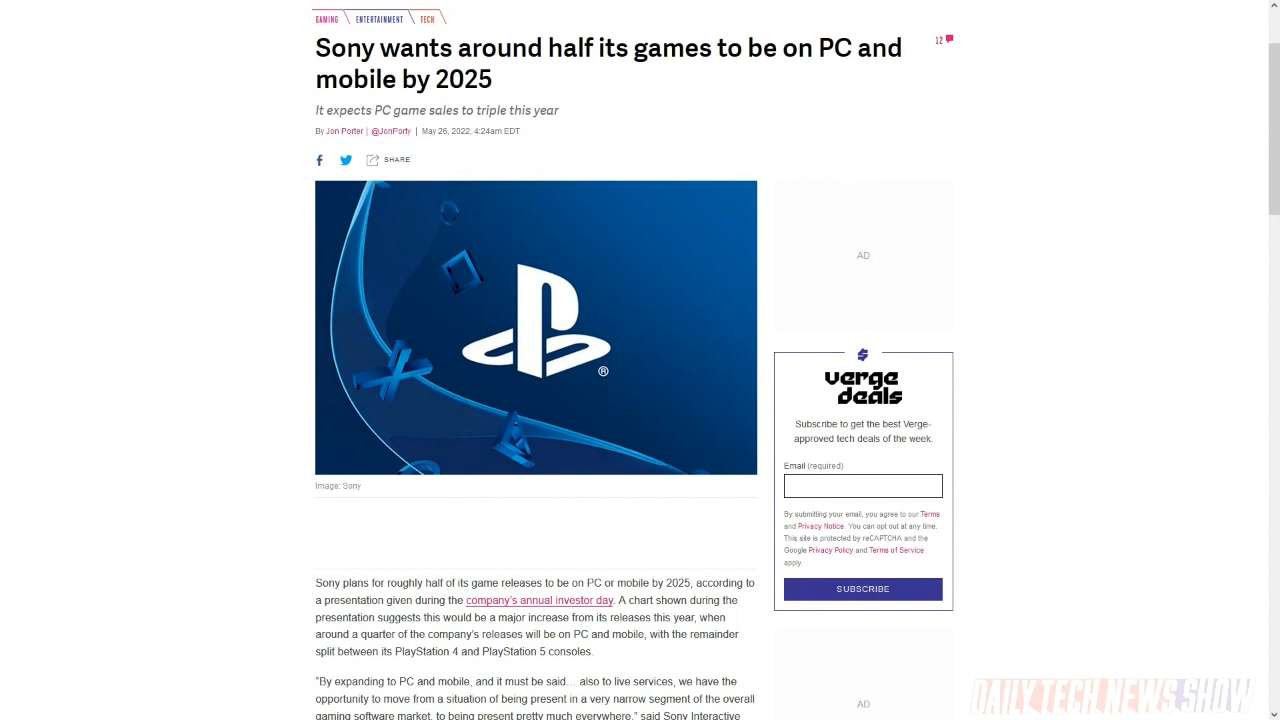 GAMING
ENTERTAINMENT
TECH
Sony wants around half its games to be on PC and
mobile by 2025
12
It expects PC game sales to triple this year
By Jon Porter | @JonPorty | May 26, 2022, 4:24am EDT
SHARE
®
Image: Sony
AD
verge
deals
Subscribe to get the best Verge-
approved tech deals of the week.
Email (required)
By submitting your email, you agree to our Terms
and Privacy Notice. You can opt out at any time.
This site is protected by reCAPTCHA and the
Google Privacy Policy and Terms of Service
apply.
SUBSCRIBE
Sony plans for roughly half of its game releases to be on PC or mobile by 2025, according to
a presentation given during the company's annual investor day. A chart shown during the
presentation suggests this would be a major increase from its releases this year, when
around a quarter of the company's releases will be on PC and mobile, with the remainder
split between its PlayStation 4 and PlayStation 5 consoles.
"By expanding to PC and mobile, and it must be said… also to live services, we have the
opportunity to move from a situation of being present in a very narrow segment of the overall
gaming software market, to being present pretty much everywhere," said Sony Interactive
AD
DAILY TECH NEWS SHOW